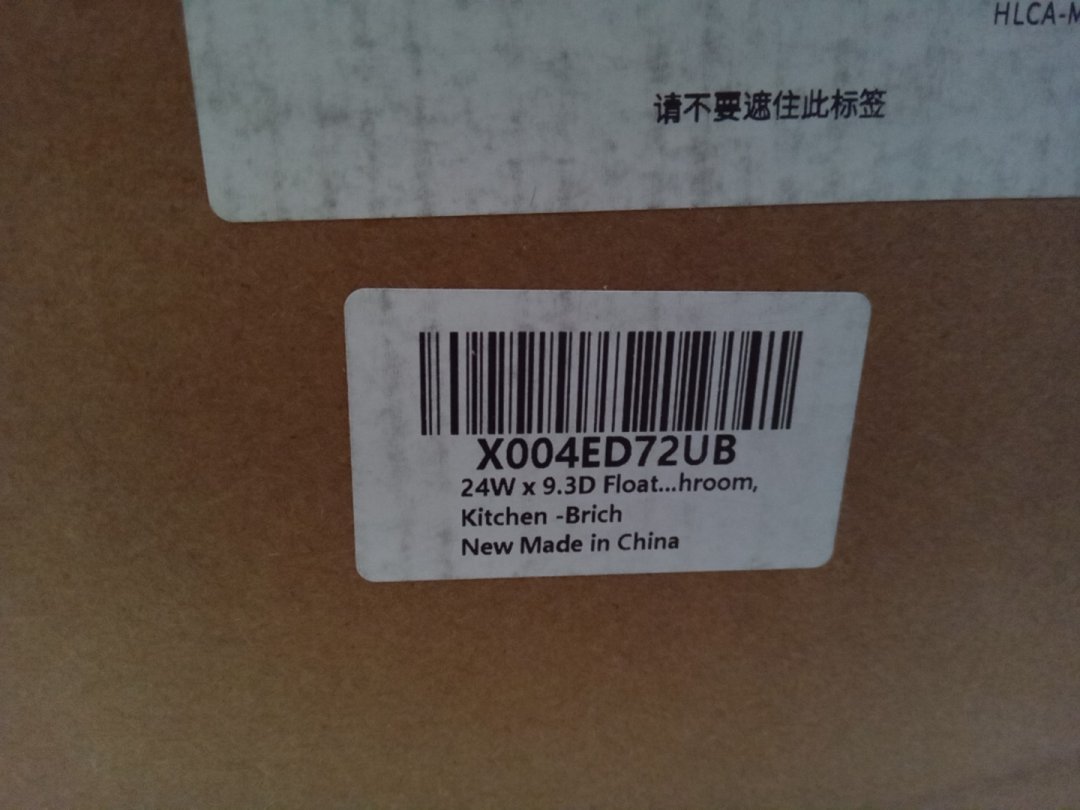 HLCA-M
请不要遮住此标签
X004ED72UB
24W x 9.3D Float...hroom,
Kitchen -Brich
New Made in China